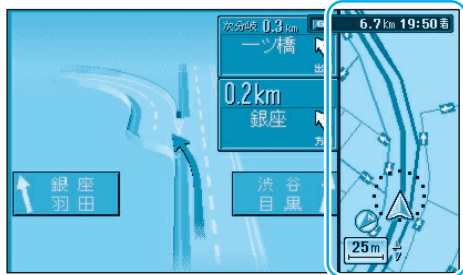 次分岐 0.3km
一ツ橋
出
0.2km
銀座
方
銀座
羽田
渋谷
目黒
6.7km 19:50着
25m